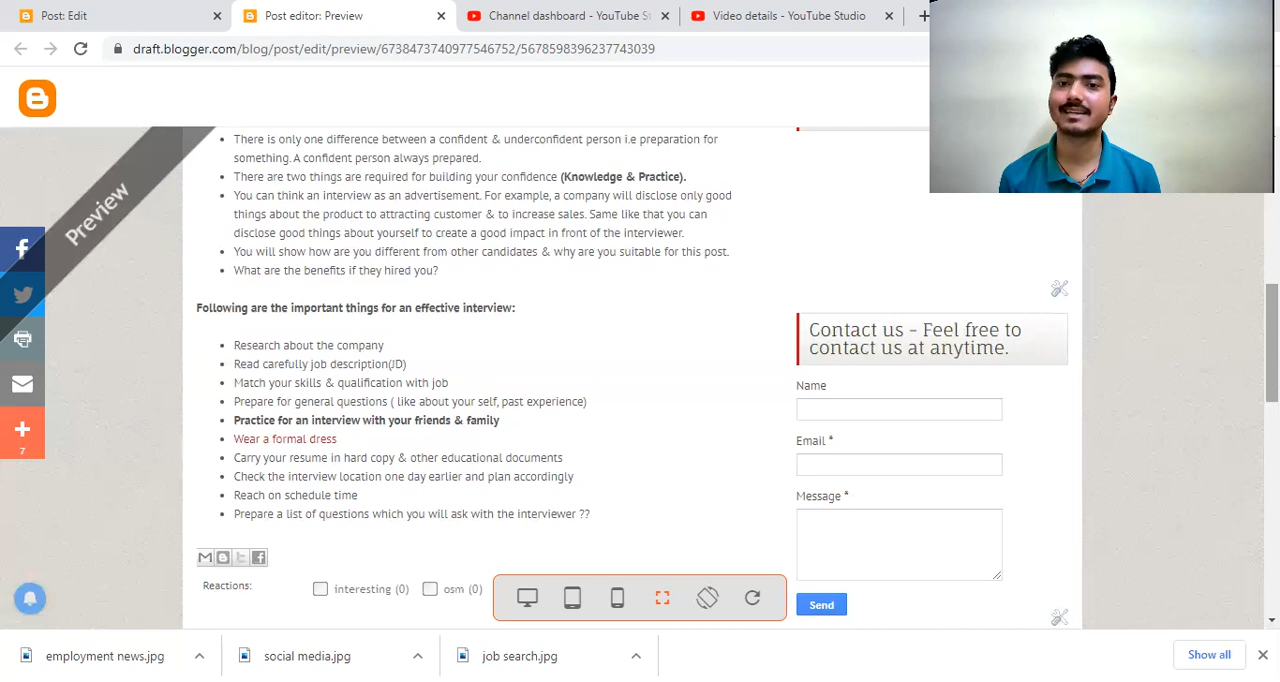 Post: Edit
Post editor: Preview
Channel dashboard - YouTube St
Video details - YouTube Studio
draft.blogger.com/blog/post/edit/preview/6738473740977546752/5678598396237743039
Preview
There is only one difference between a confident & underconfident person i.e preparation for
something. A confident person always prepared.
There are two things are required for building your confidence (Knowledge & Practice).
You can think an interview as an advertisement. For example, a company will disclose only good
things about the product to attracting customer & to increase sales. Same like that you can
disclose good things about yourself to create a good impact in front of the interviewer.
You will show how are you different from other candidates & why are you suitable for this post.
What are the benefits if they hired you?
Following are the important things for an effective interview:
Research about the company
Read carefully job description(JD)
Match your skills & qualification with job
Prepare for general questions ( like about your self, past experience)
Practice for an interview with your friends & family
Wear a formal dress
Carry your resume in hard copy & other educational documents
Check the interview location one day earlier and plan accordingly
Reach on schedule time
Prepare a list of questions which you will ask with the interviewer ??
7
Reactions:
interesting (0)
osm (0)
Contact us - Feel free to
contact us at anytime.
Name
Email *
Message *
Send
employment news.jpg
social media.jpg
job search.jpg
Show all